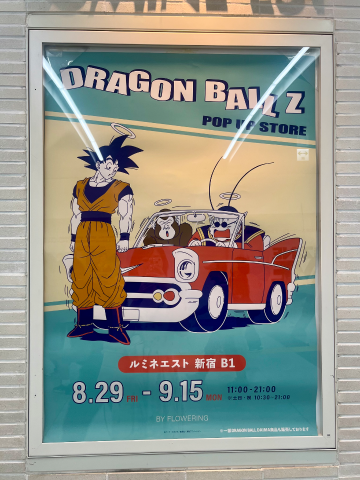 DRAGON BALL Z
POP UP STORE
ルミネエスト 新宿 B1
8.29 FRI - 9.15 MON
11:00-21:00
BY FLOWERING